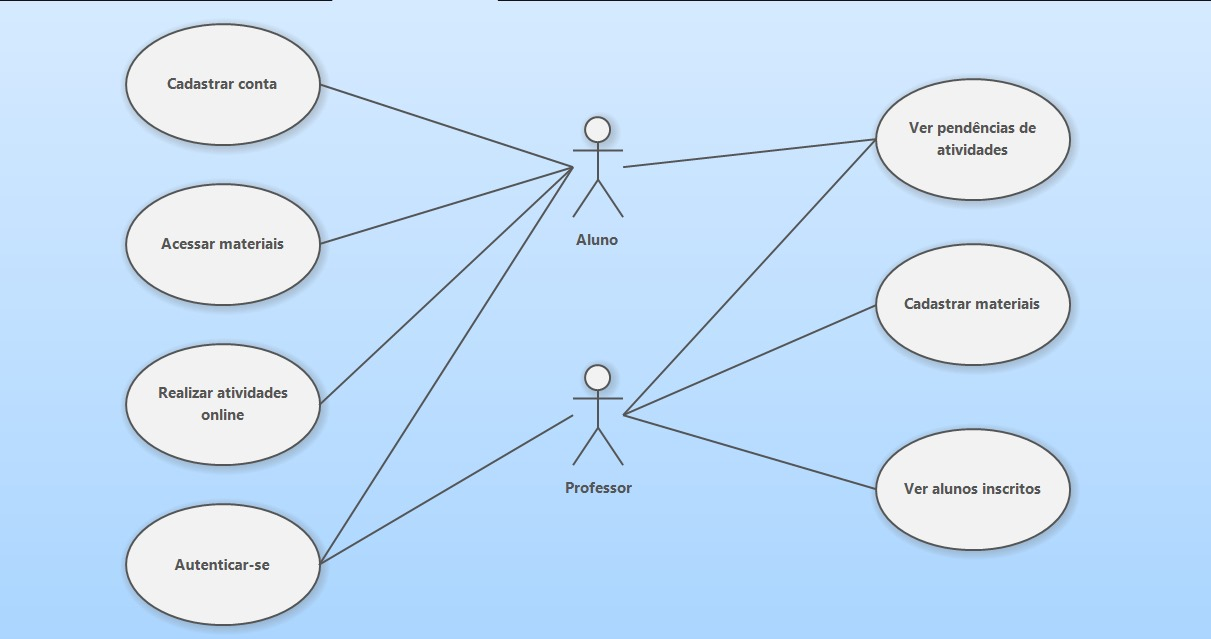 Cadastrar conta
Acessar materiais
Realizar atividades
online
Autenticar-se
Aluno
Professor
Ver pendências de
atividades
Cadastrar materiais
Ver alunos inscritos